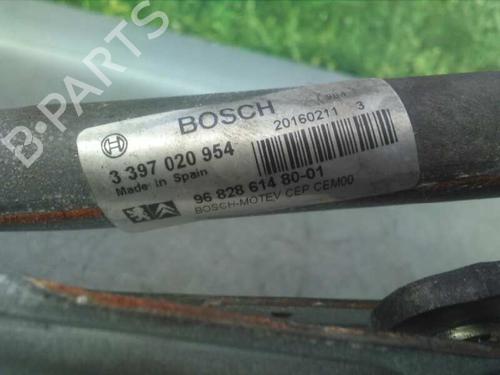 B-PARTS
BOSCH
20160211 3
3 397 020 954
Made in Spain
96 828 614 80-01
BOSCH-MOTEV CEP CEM00